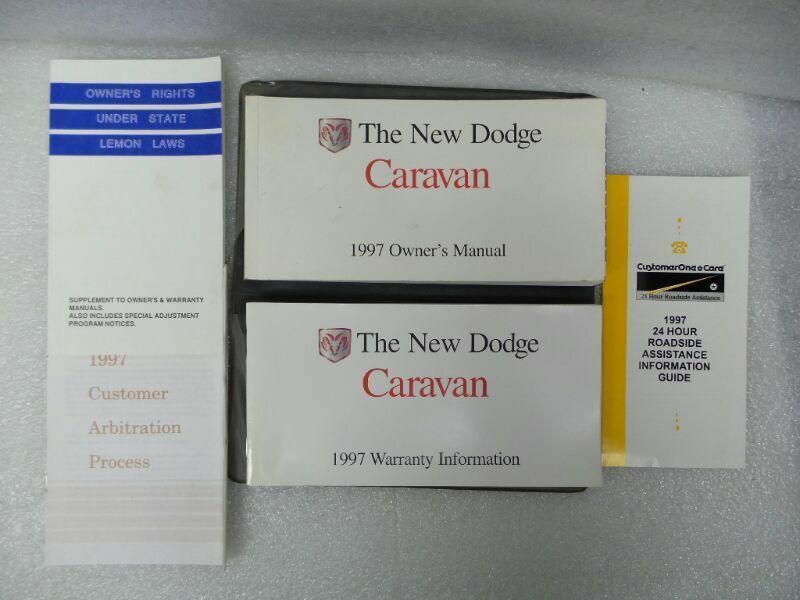 OWNER'S RIGHTS
UNDER STATE
LEMON LAWS
SUPPLEMENT TO OWNER'S & WARRANTY
MANUALS.
ALSO INCLUDES SPECIAL ADJUSTMENT
PROGRAM NOTICES.
1997
Customer
Arbitration
Process
The New Dodge
Caravan
1997 Owner's Manual
The New Dodge
Caravan
1997 Warranty Information
CustomerOne Care
24 Hour Roadside Assistance
1997
24 HOUR
ROADSIDE
ASSISTANCE
INFORMATION
GUIDE